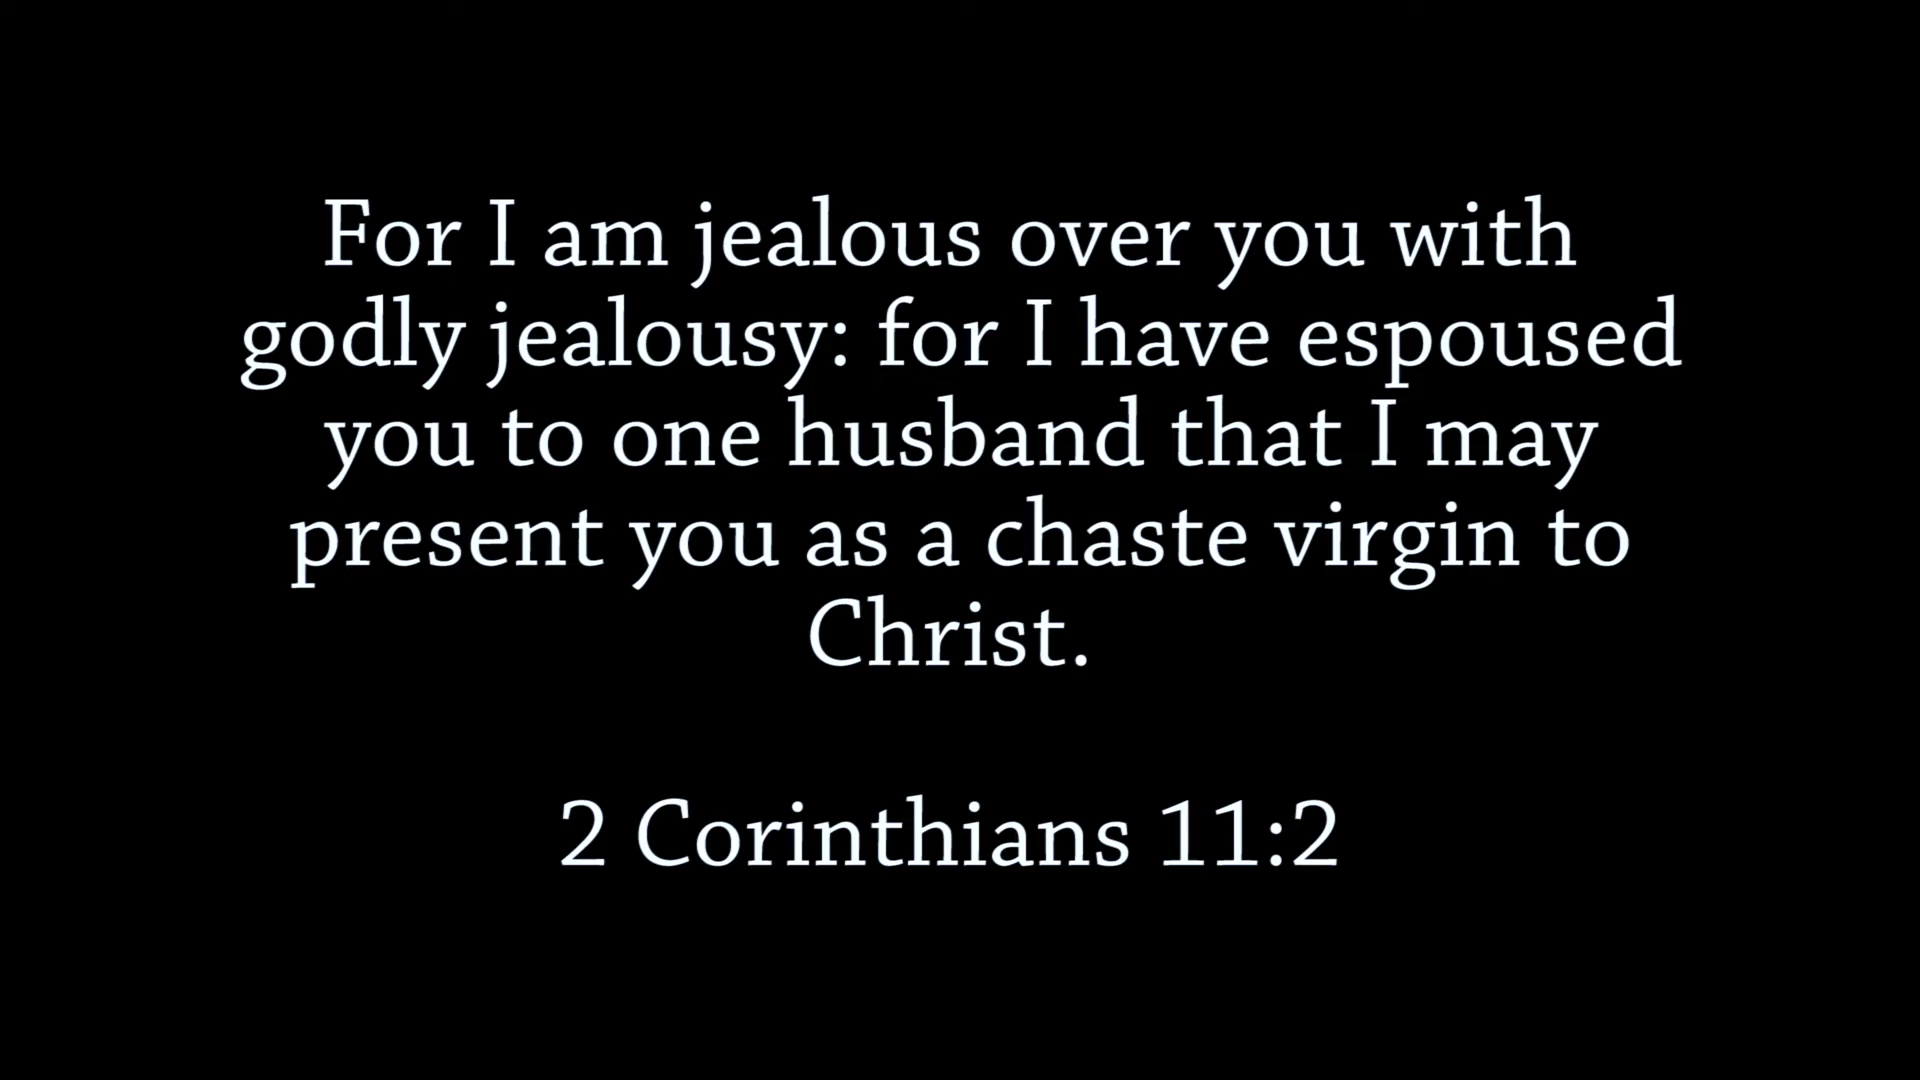 For I am jealous over you with
godly jealousy: for I have espoused
you to one husband that I may
present you as a chaste virgin to
Christ.
2 Corinthians 11:2